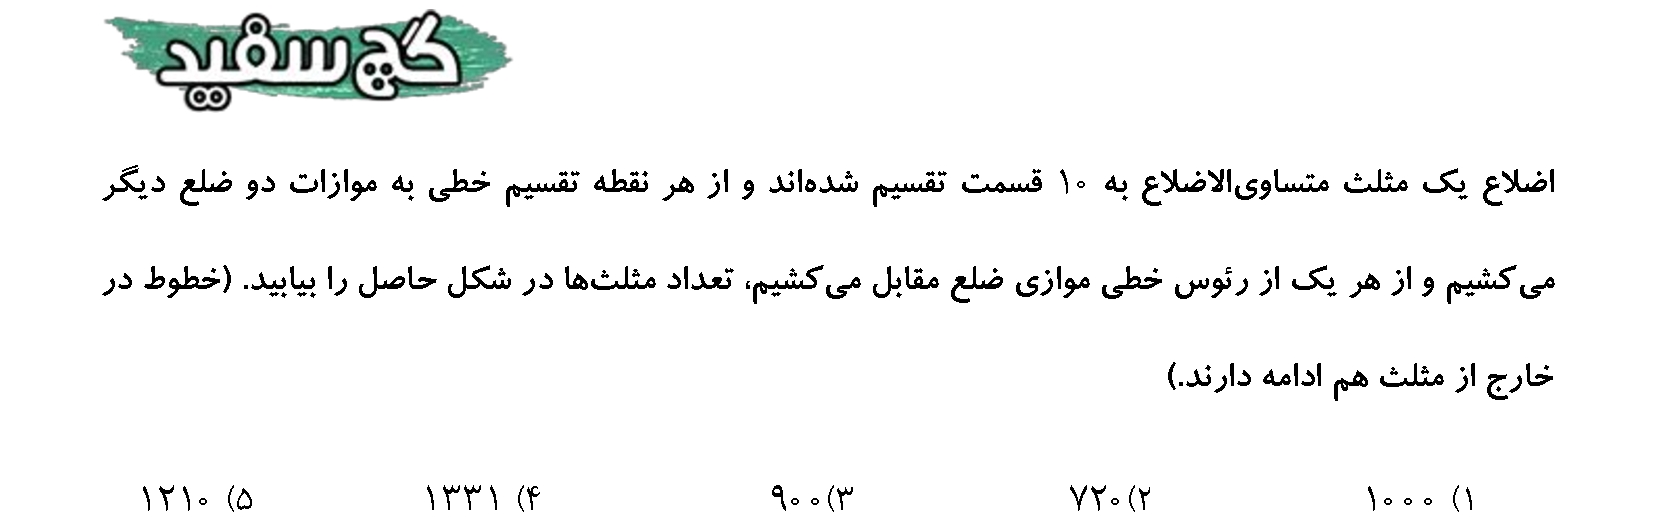 گچ سفید
اضلاع یک مثلث متساوی‌الاضلاع به ۱۰ قسمت تقسیم شده‌اند و از هر نقطه تقسیم خطی به موازات دو ضلع دیگر
می‌کشیم و از هر یک از رئوس خطی موازی ضلع مقابل می‌کشیم، تعداد مثلث‌ها در شکل حاصل را بیابید. (خطوط در
خارج از مثلث هم ادامه دارند.)
۱) ۱۰۰۰ ۲) ۷۲۰ ۳) ۹۰۰ ۴) ۱۳۳۱ ۵) ۱۲۱۰